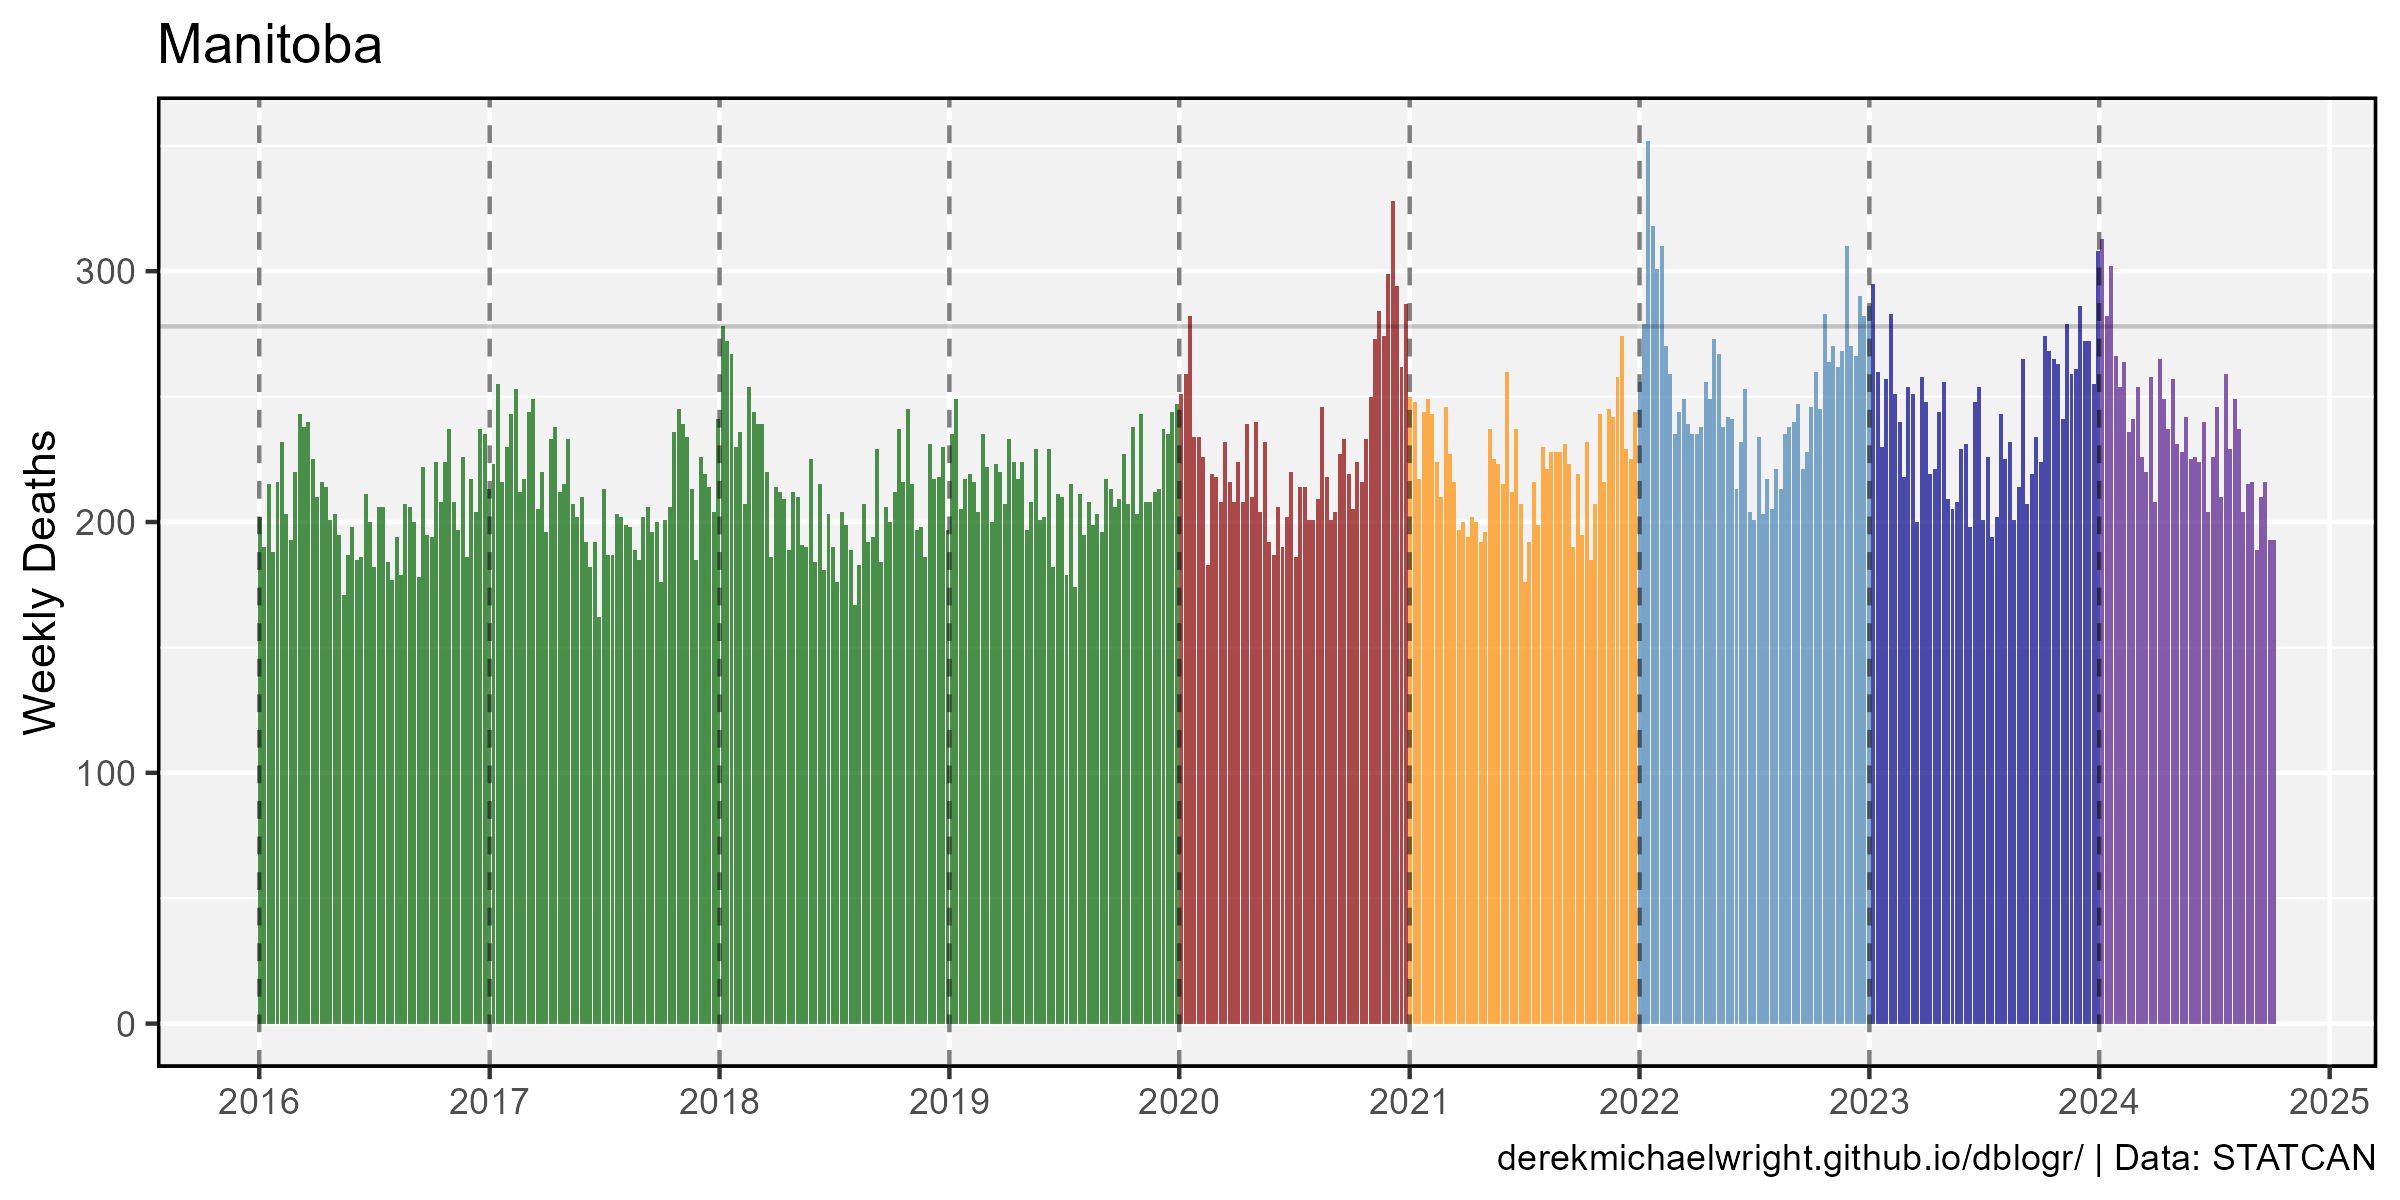 Manitoba
Weekly Deaths
300
200
100
0
2016 2017 2018 2019 2020 2021 2022 2023 2024 2025
derekmichaelwright.github.io/dblogr/ | Data: STATCAN